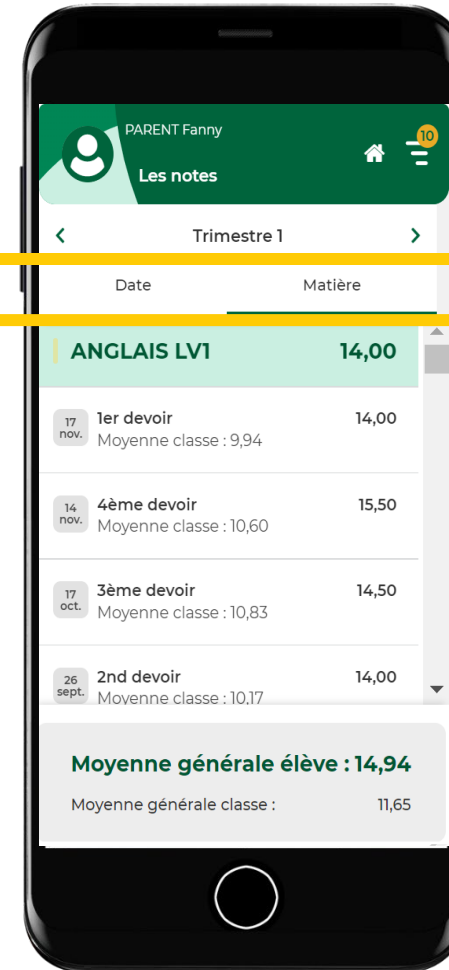 PARENT Fanny
10
Les notes
Trimestre 1
Date Matière
ANGLAIS LV1 14,00
17 nov. 1er devoir 14,00
Moyenne classe : 9,94
14 nov. 4ème devoir 15,50
Moyenne classe : 10,60
17 oct. 3ème devoir 14,50
Moyenne classe : 10,83
26 sept. 2nd devoir 14,00
Moyenne classe : 10,17
Moyenne générale élève : 14,94
Moyenne générale classe : 11,65